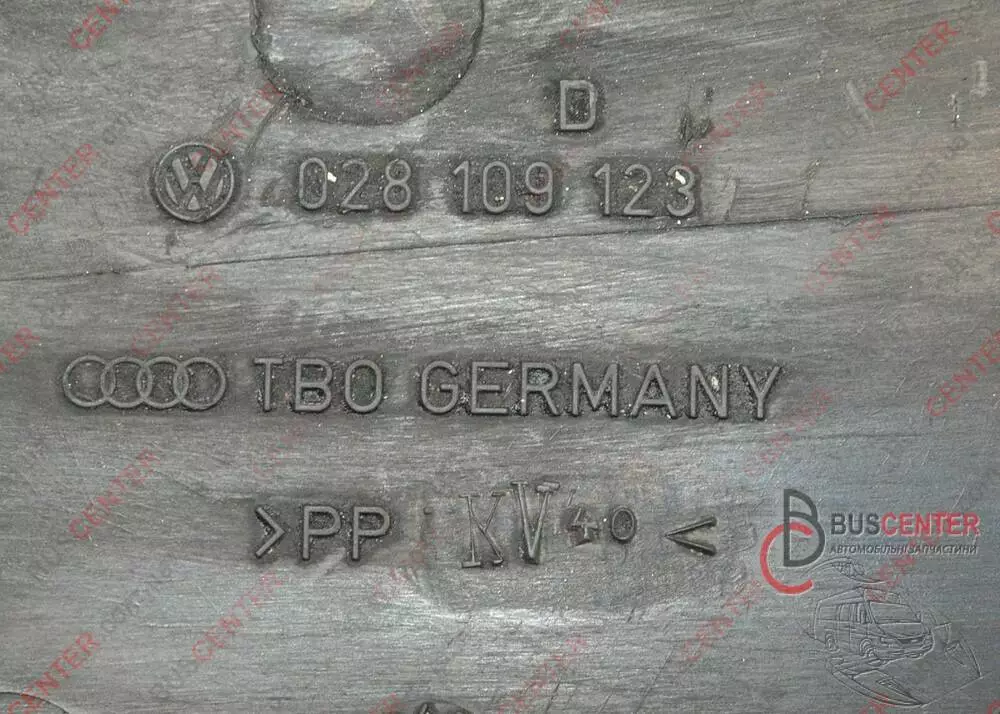 D
028 109 123
TBO GERMANY
>PP KV 40 <
BUSCENTER
АВТОМОБІЛЬНІ ЗАПЧАСТИНИ